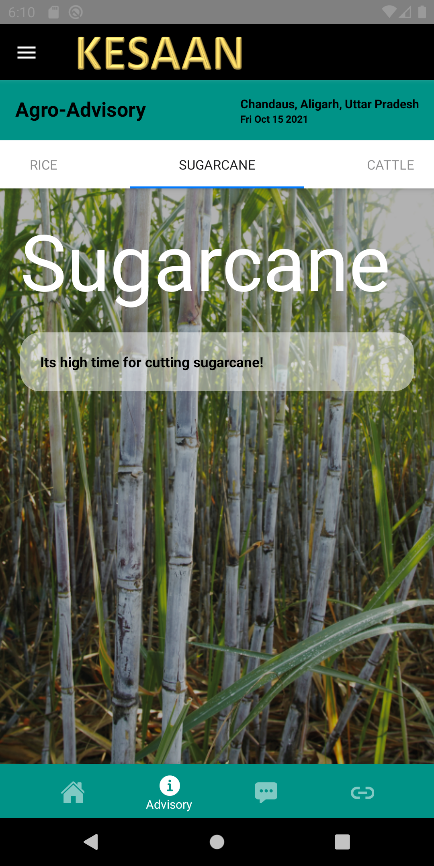 6:10
KESAAN
Agro-Advisory
Chandaus, Aligarh, Uttar Pradesh
Fri Oct 15 2021
RICE
SUGARCANE
CATTLE
Sugarcane
Its high time for cutting sugarcane!
Advisory